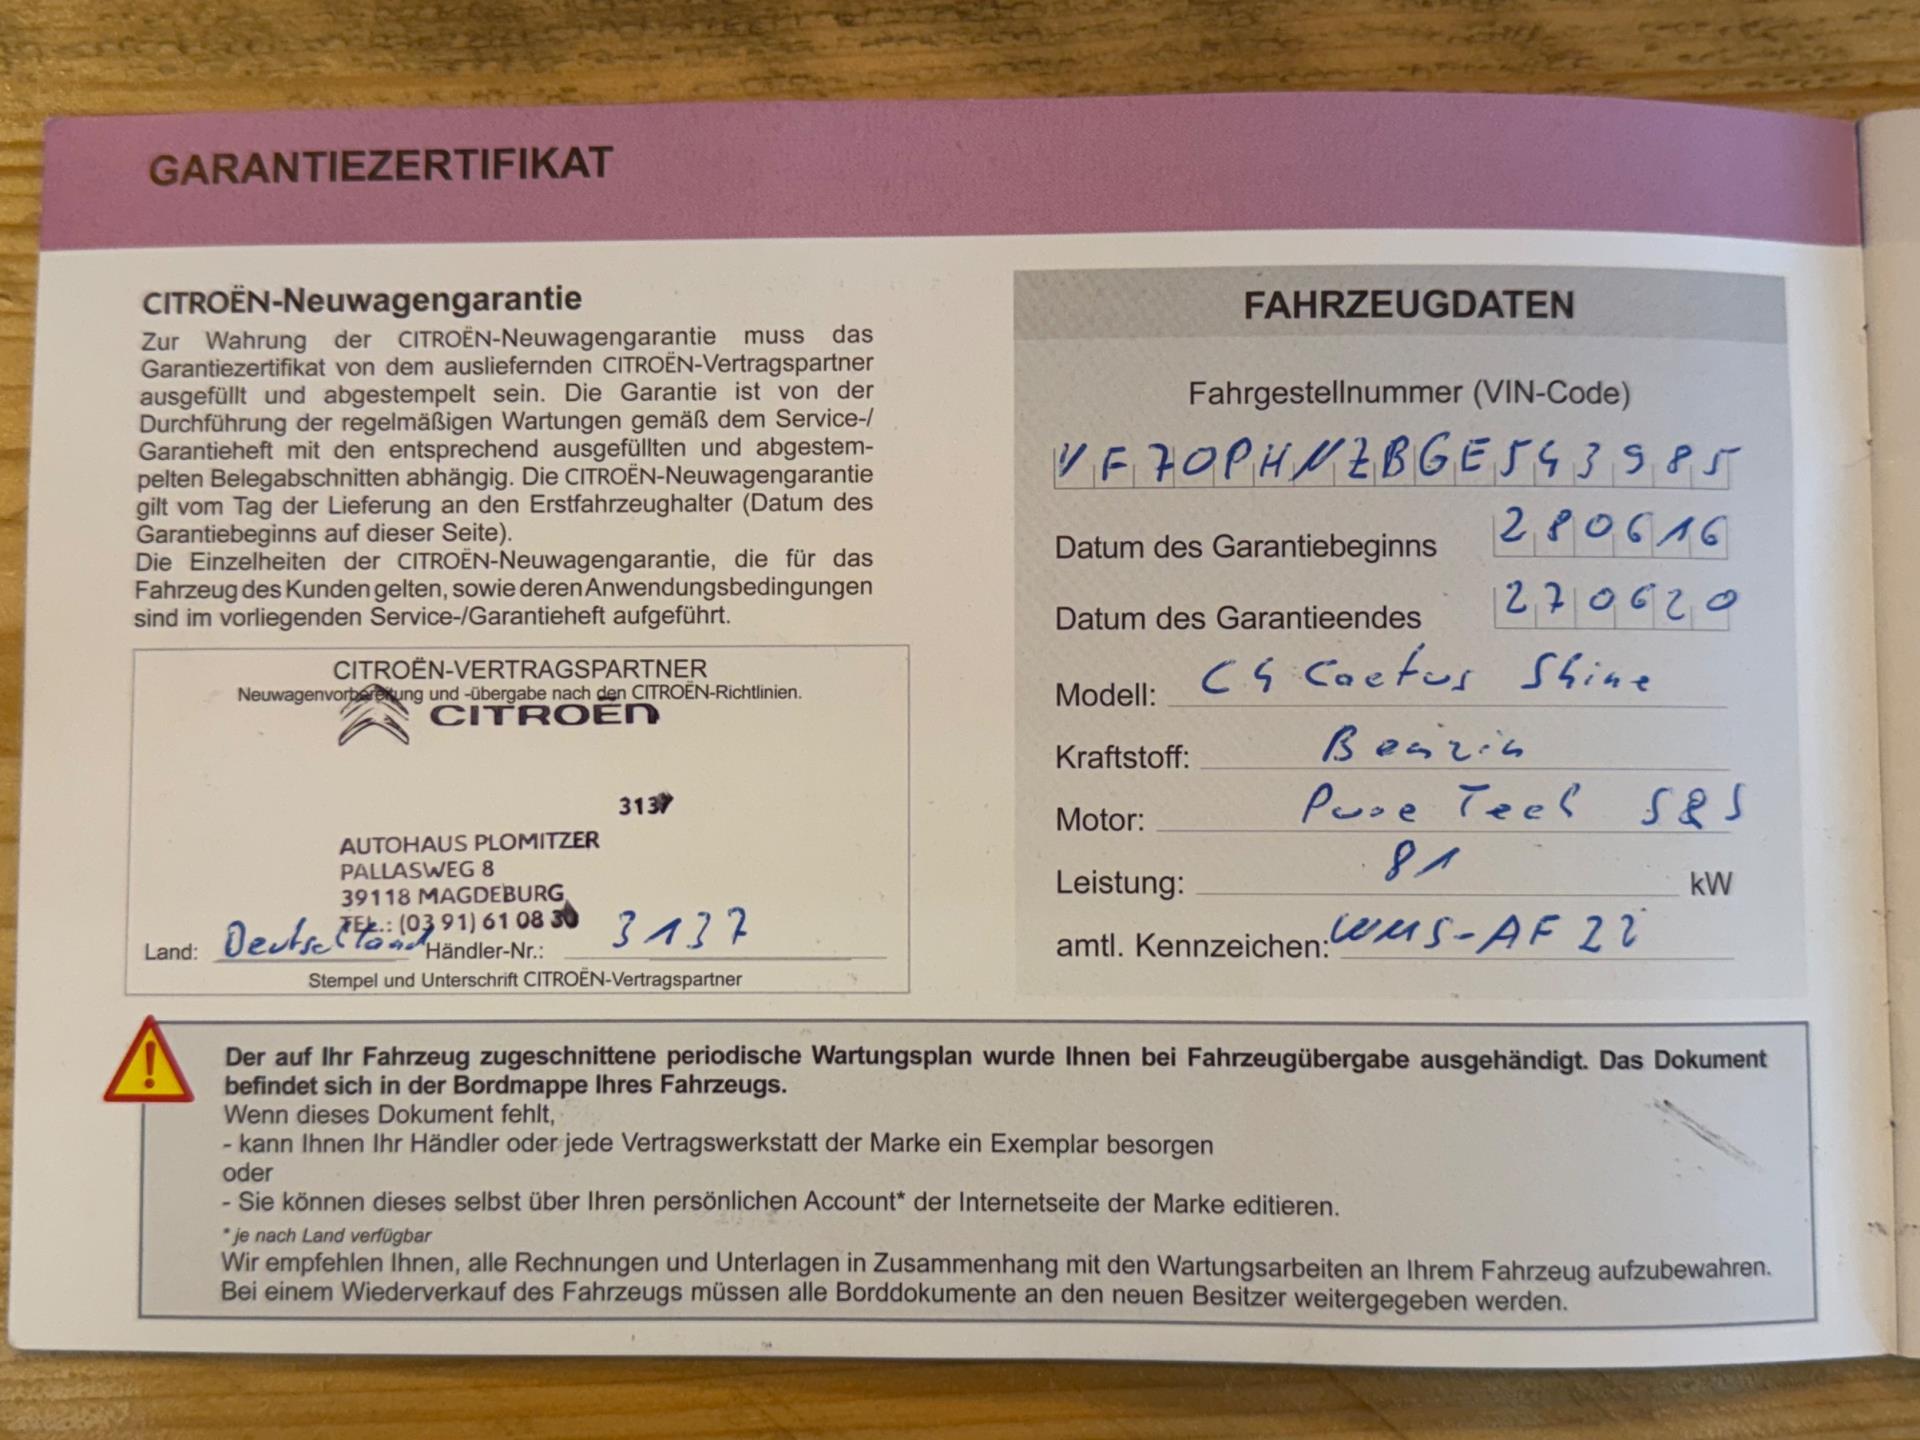 GARANTIEZERTIFIKAT
CITROËN-Neuwagengarantie
Zur Wahrung der CITROËN-Neuwagengarantie muss das
Garantiezertifikat von dem ausliefernden CITROËN-Vertragspartner
ausgefüllt und abgestempelt sein. Die Garantie ist von der
Durchführung der regelmäßigen Wartungen gemäß dem Service-/
Garantieheft mit den entsprechend ausgefüllten und abgestem-
pelten Belegabschnitten abhängig. Die CITROËN-Neuwagengarantie
gilt vom Tag der Lieferung an den Erstfahrzeughalter (Datum des
Garantiebeginns auf dieser Seite).
Die Einzelheiten der CITROËN-Neuwagengarantie, die für das
Fahrzeug des Kunden gelten, sowie deren Anwendungsbedingungen
sind im vorliegenden Service-/Garantieheft aufgeführt.
CITROËN-VERTRAGSPARTNER
Neuwagenvorbereitung und -übergabe nach den CITROËN-Richtlinien.
CITROËN
3137
AUTOHAUS PLOMITZER
PALLASWEG 8
39118 MAGDEBURG
TEL.: (03 91) 61 08 30
Land: Deutschland Händler-Nr.: 3137
Stempel und Unterschrift CITROËN-Vertragspartner
FAHRZEUGDATEN
Fahrgestellnummer (VIN-Code)
VF70PHNZBGE543985
Datum des Garantiebeginns 280616
Datum des Garantieendes 270620
Modell: C4 Cactus Shine
Kraftstoff: Benzin
Motor: Pure Tech S&S
Leistung: 81 kW
amtl. Kennzeichen: WMS-AF 22
Der auf Ihr Fahrzeug zugeschnittene periodische Wartungsplan wurde Ihnen bei Fahrzeugübergabe ausgehändigt. Das Dokument
befindet sich in der Bordmappe Ihres Fahrzeugs.
Wenn dieses Dokument fehlt,
- kann Ihnen Ihr Händler oder jede Vertragswerkstatt der Marke ein Exemplar besorgen
oder
- Sie können dieses selbst über Ihren persönlichen Account* der Internetseite der Marke editieren.
* je nach Land verfügbar
Wir empfehlen Ihnen, alle Rechnungen und Unterlagen in Zusammenhang mit den Wartungsarbeiten an Ihrem Fahrzeug aufzubewahren.
Bei einem Wiederverkauf des Fahrzeugs müssen alle Borddokumente an den neuen Besitzer weitergegeben werden.